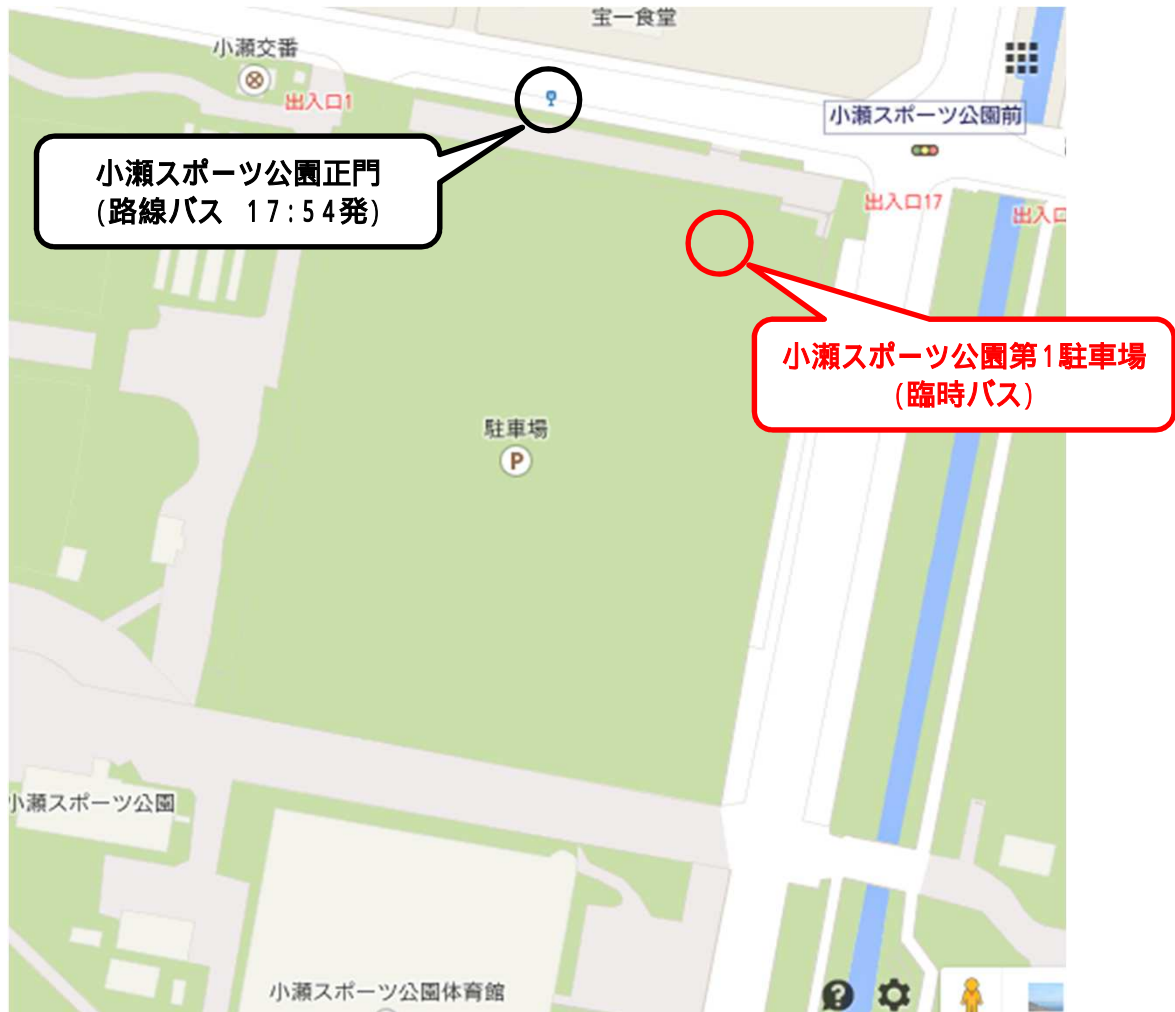 宝一食堂
小瀬交番
出入口1
小瀬スポーツ公園前
小瀬スポーツ公園正門
(路線バス 17:54発)
出入口17
出入口
小瀬スポーツ公園第1駐車場
(臨時バス)
駐車場
P
小瀬スポーツ公園
小瀬スポーツ公園体育館
?